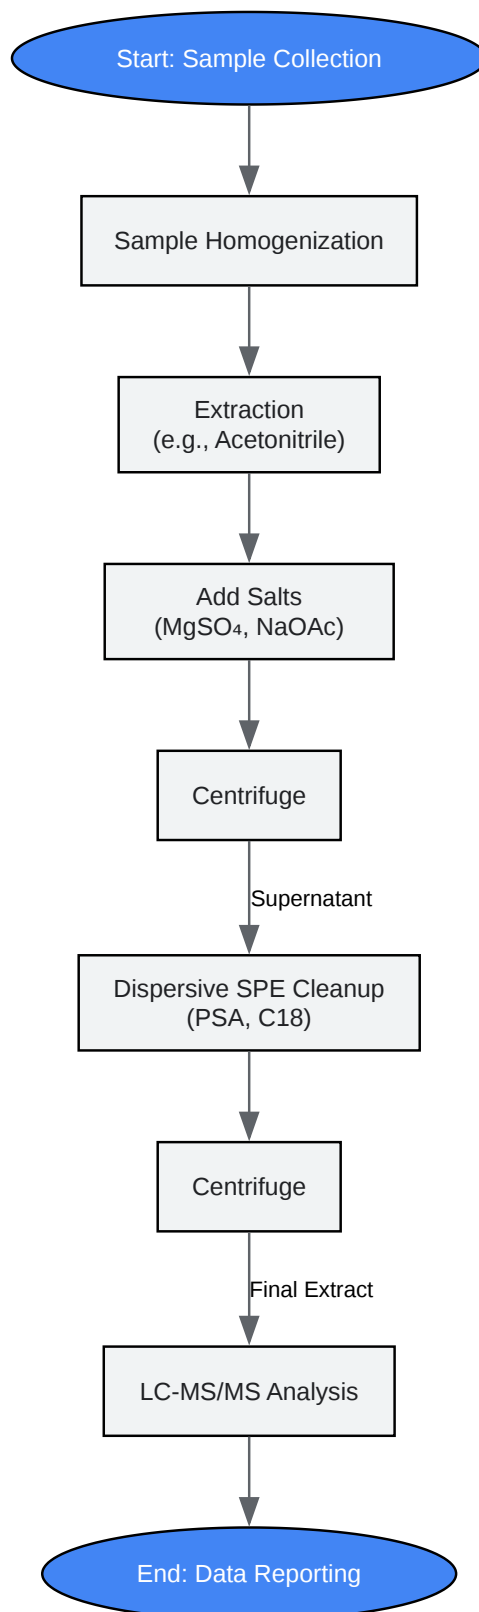 Start: Sample Collection
Sample Homogenization
Extraction
(e.g., Acetonitrile)
Add Salts
(MgSO₄, NaOAc)
Centrifuge
Supernatant
Dispersive SPE Cleanup
(PSA, C18)
Centrifuge
Final Extract
LC-MS/MS Analysis
End: Data Reporting